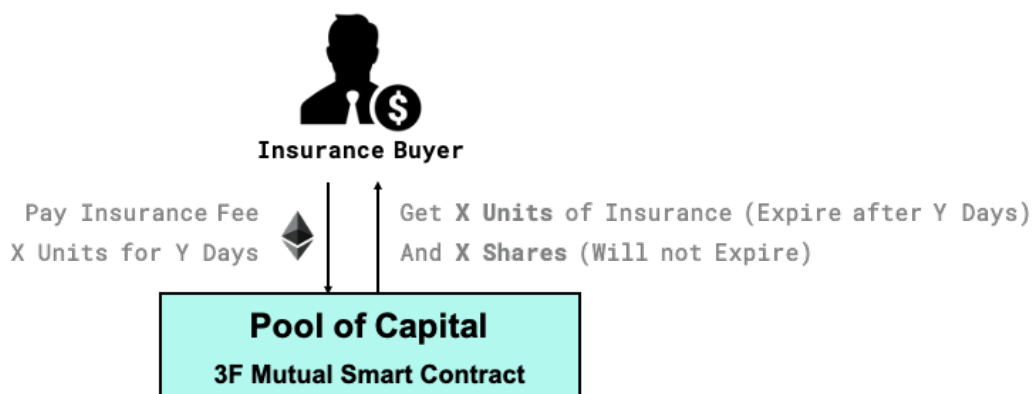 $
Insurance Buyer
Pay Insurance Fee
X Units for Y Days
Get X Units of Insurance (Expire after Y Days)
And X Shares (Will not Expire)
Pool of Capital
3F Mutual Smart Contract